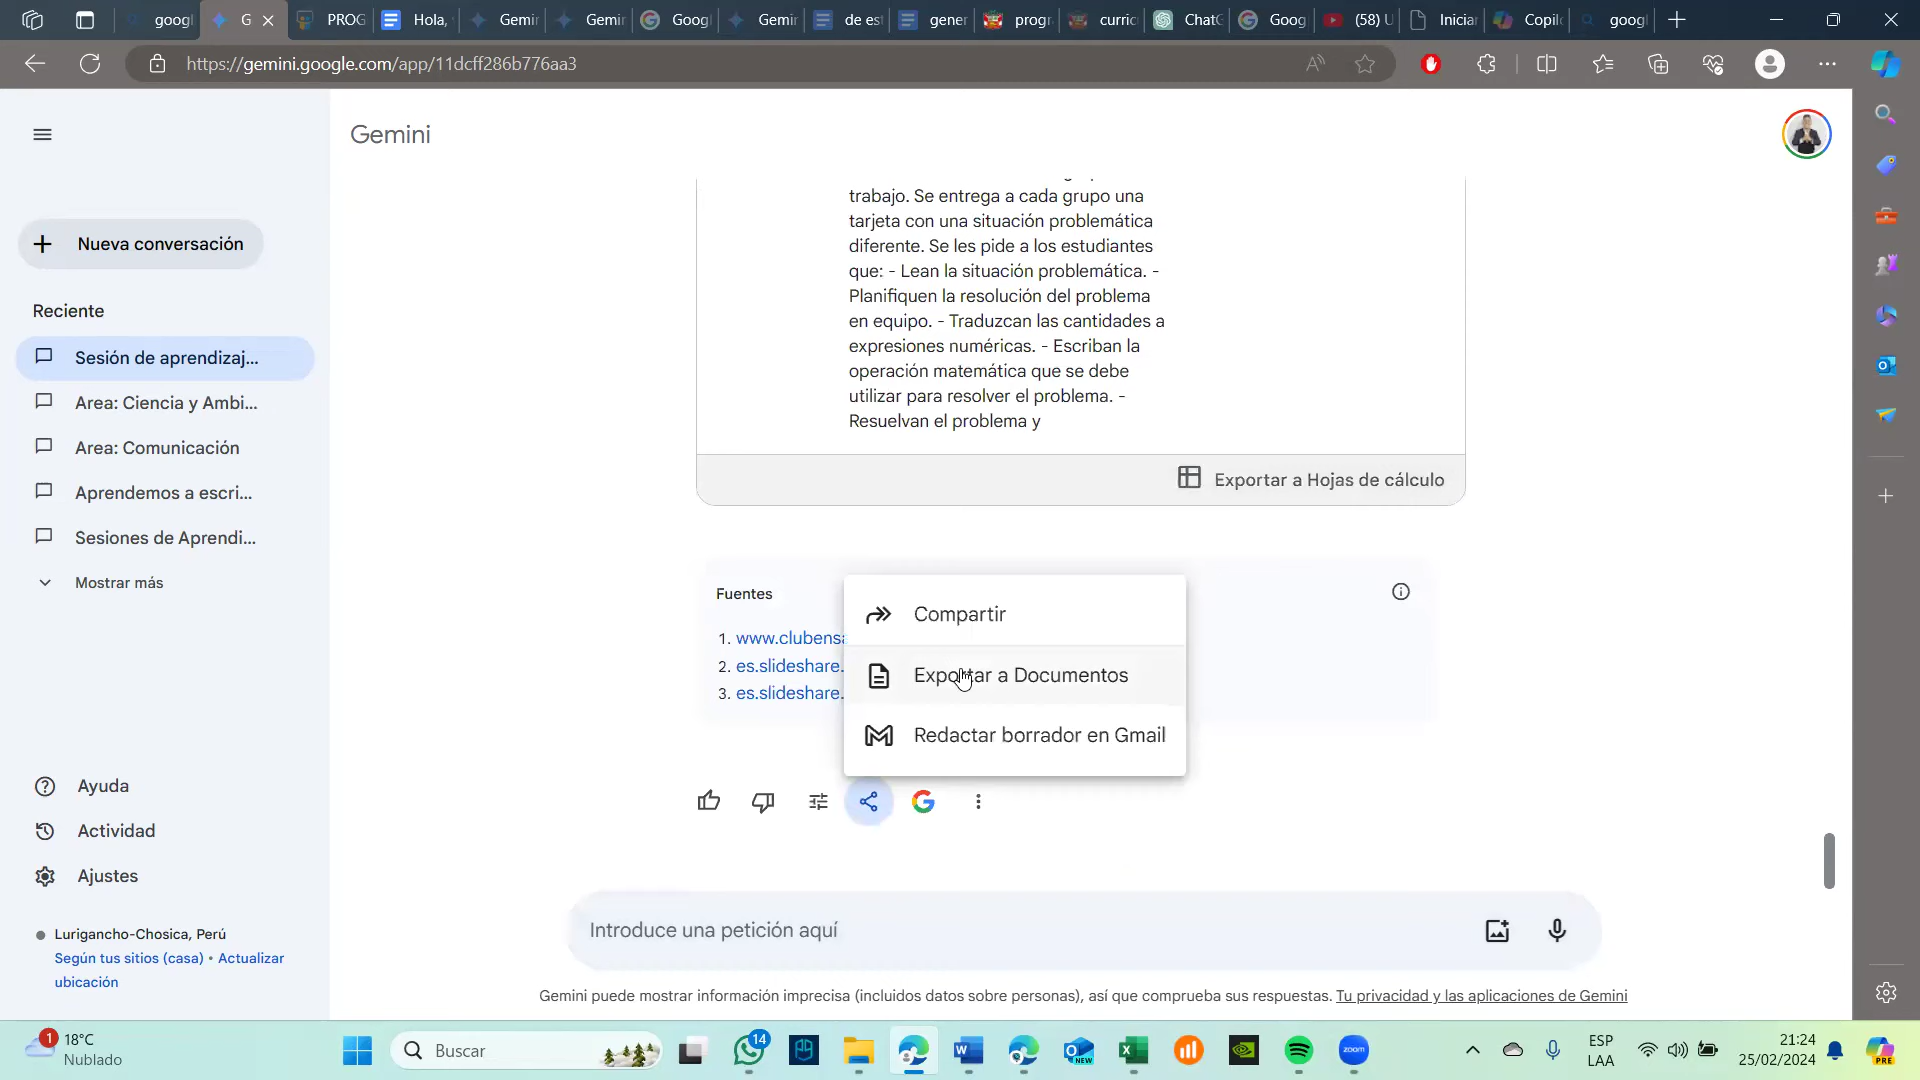 googl
G
PROG
Hola,
Gemir
Gemir
Googl
Gemir
de est
gener
progr
curric
ChatG
Goog
(58) U
Iniciar
Copil
googl
https://gemini.google.com/app/11dcff286b776aa3
Gemini
Nueva conversación
Reciente
Sesión de aprendizaj...
Area: Ciencia y Ambi...
Area: Comunicación
Aprendemos a escri...
Sesiones de Aprendi...
Mostrar más
Ayuda
Actividad
Ajustes
Lurigancho-Chosica, Perú
Según tus sitios (casa) • Actualizar
ubicación
trabajo. Se entrega a cada grupo una
tarjeta con una situación problemática
diferente. Se les pide a los estudiantes
que: - Lean la situación problemática. -
Planifiquen la resolución del problema
en equipo. - Traduzcan las cantidades a
expresiones numéricas. - Escriban la
operación matemática que se debe
utilizar para resolver el problema. -
Resuelvan el problema y
Exportar a Hojas de cálculo
Fuentes
1. www.clubensa
2. es.slideshare.
3. es.slideshare.
Compartir
Exportar a Documentos
Redactar borrador en Gmail
Introduce una petición aquí
Gemini puede mostrar información imprecisa (incluidos datos sobre personas), así que comprueba sus respuestas. Tu privacidad y las aplicaciones de Gemini
1
18°C
Nublado
Buscar
14
W
NEW
X
zoom
ESP
LAA
21:24
25/02/2024
PRE